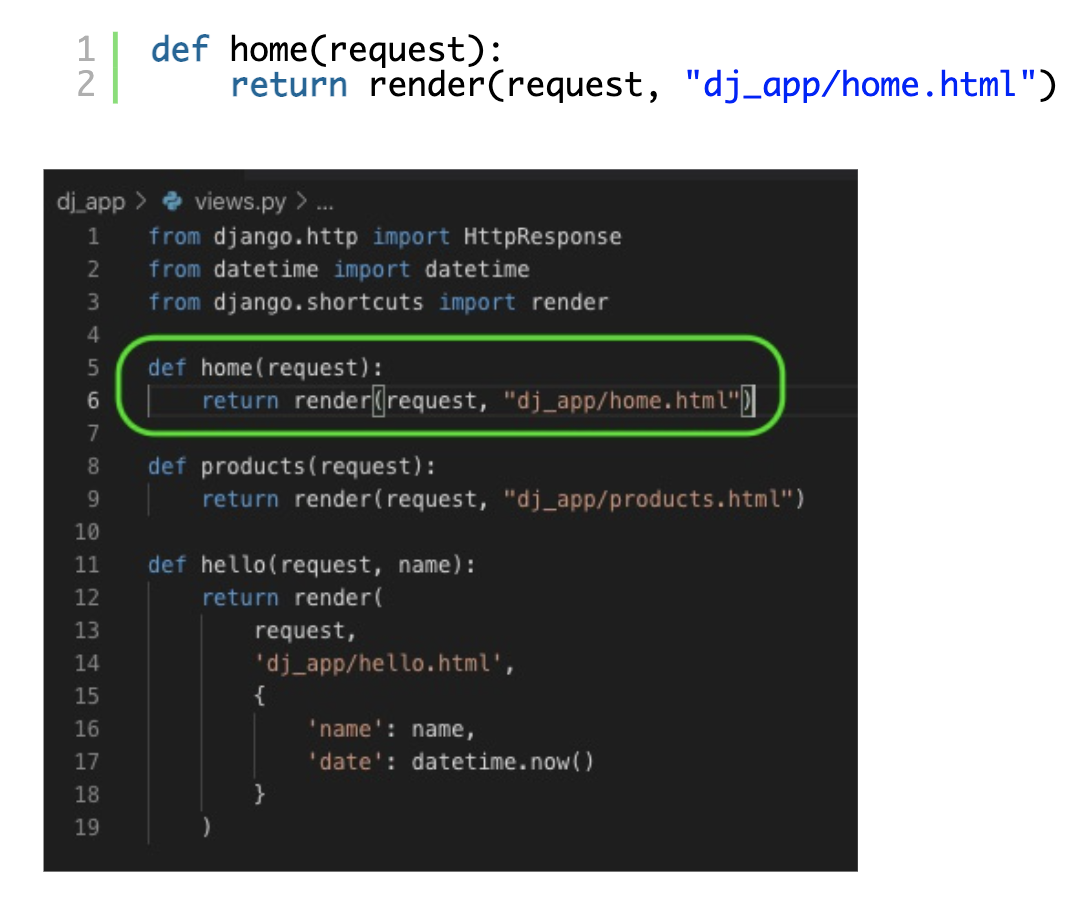 1 def home(request):
2     return render(request, "dj_app/home.html")
dj_app > views.py > ...
1 from django.http import HttpResponse
2 from datetime import datetime
3 from django.shortcuts import render
4
5 def home(request):
6     return render(request, "dj_app/home.html")
7
8 def products(request):
9     return render(request, "dj_app/products.html")
10
11 def hello(request, name):
12     return render(
13         request,
14         'dj_app/hello.html',
15         {
16             'name': name,
17             'date': datetime.now()
18         }
19     )